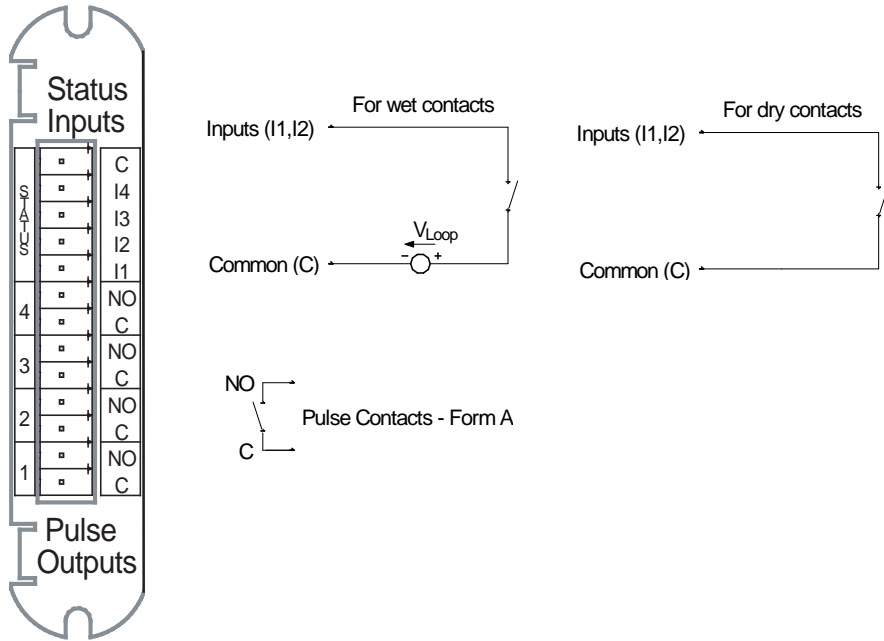 Status
Inputs
STATUS
C
I4
I3
I2
I1
4
NO
C
3
NO
C
2
NO
C
1
NO
C
Pulse
Outputs
For wet contacts
Inputs (I1,I2)
VLoop
- +
Common (C)
For dry contacts
Inputs (I1,I2)
Common (C)
NO
Pulse Contacts - Form A
C